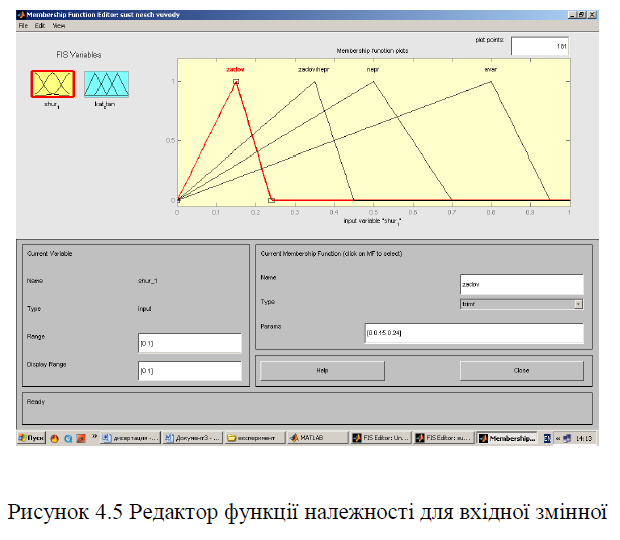 Membership Function Editor: sust nesch vuvody
File Edit View
FIS Variables
shur_1
kat_tan
plot points:
181
Membership function plots
zadov
zadov/nepr
nepr
avar
1
0.5
0
0 0.1 0.2 0.3 0.4 0.5 0.6 0.7 0.8 0.9 1
input variable "shur_1"
Current Variable
Name shur_1
Type input
Range [0 1]
Display Range [0 1]
Current Membership Function (click on MF to select)
Name zadov
Type trimf
Params [0 0.15 0.24]
Help
Close
Ready
Пуск
» диссертация -...
Документ3 - ...
експеримент
MATLAB
FIS Editor: Un...
FIS Editor: su...
Membership...
EN « 14:13
Рисунок 4.5 Редактор функції належності для вхідної змінної